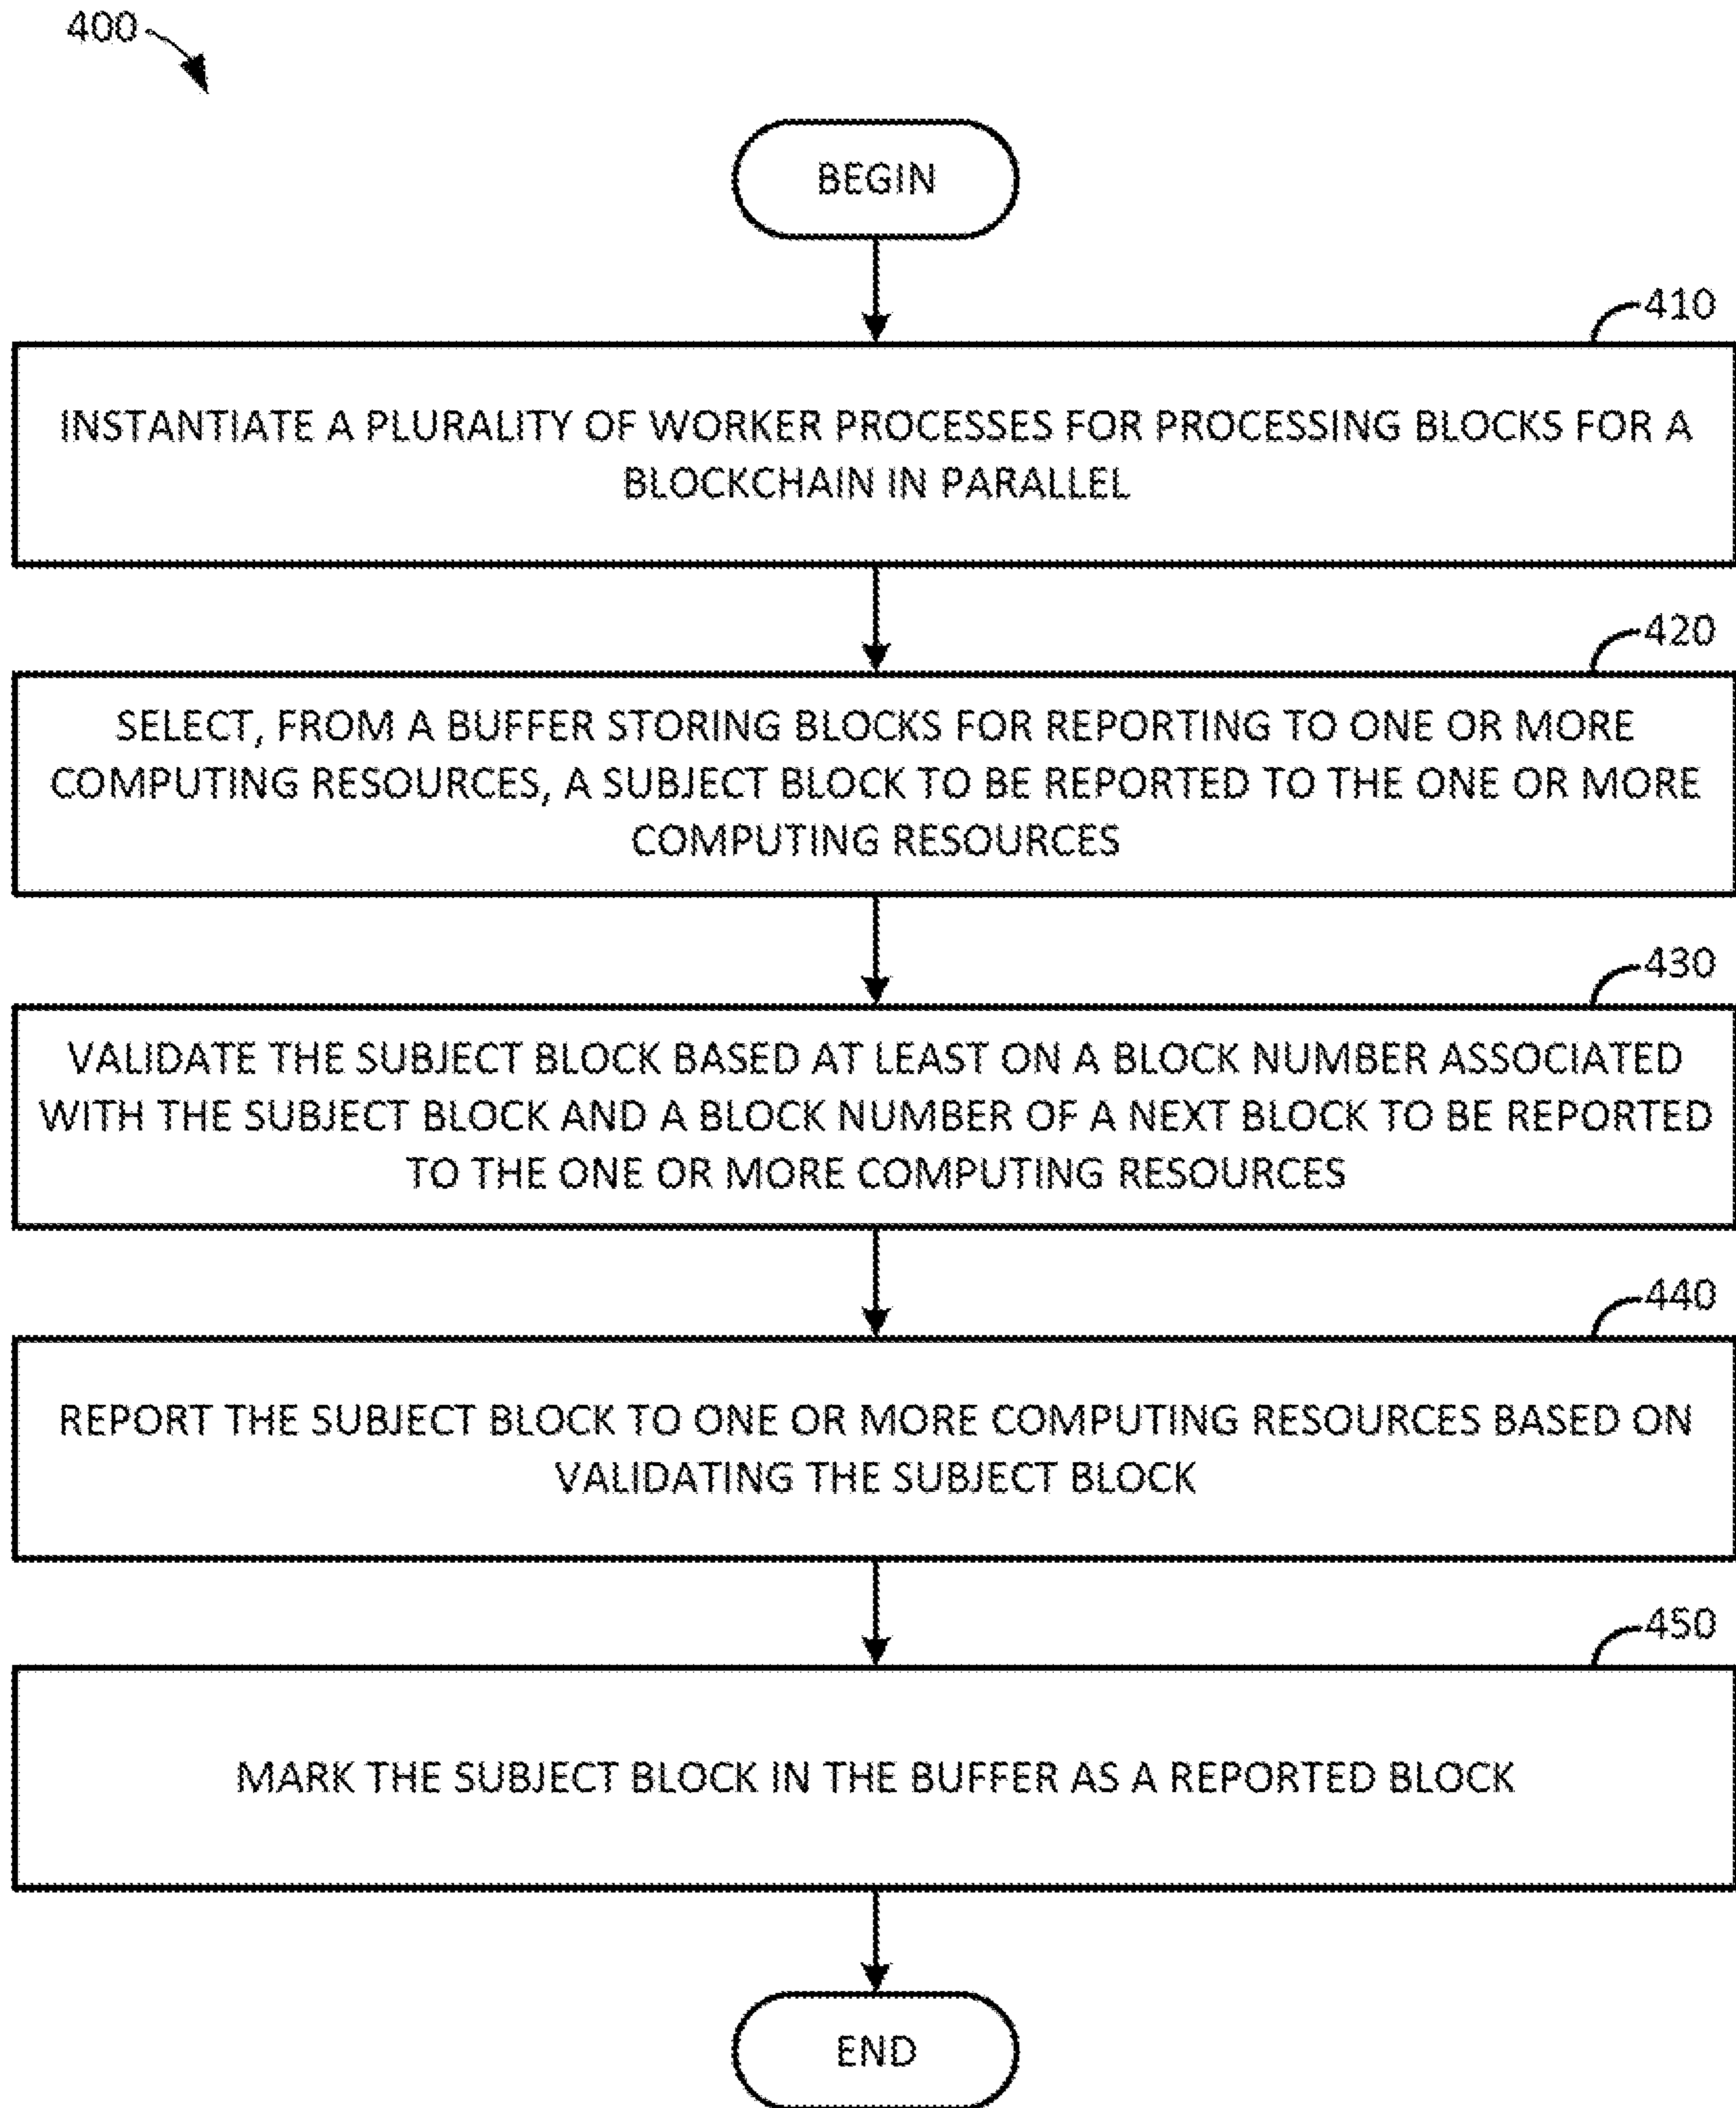 400
BEGIN
410
INSTANTIATE A PLURALITY OF WORKER PROCESSES FOR PROCESSING BLOCKS FOR A
BLOCKCHAIN IN PARALLEL
420
SELECT, FROM A BUFFER STORING BLOCKS FOR REPORTING TO ONE OR MORE
COMPUTING RESOURCES, A SUBJECT BLOCK TO BE REPORTED TO THE ONE OR MORE
COMPUTING RESOURCES
430
VALIDATE THE SUBJECT BLOCK BASED AT LEAST ON A BLOCK NUMBER ASSOCIATED
WITH THE SUBJECT BLOCK AND A BLOCK NUMBER OF A NEXT BLOCK TO BE REPORTED
TO THE ONE OR MORE COMPUTING RESOURCES
440
REPORT THE SUBJECT BLOCK TO ONE OR MORE COMPUTING RESOURCES BASED ON
VALIDATING THE SUBJECT BLOCK
450
MARK THE SUBJECT BLOCK IN THE BUFFER AS A REPORTED BLOCK
END